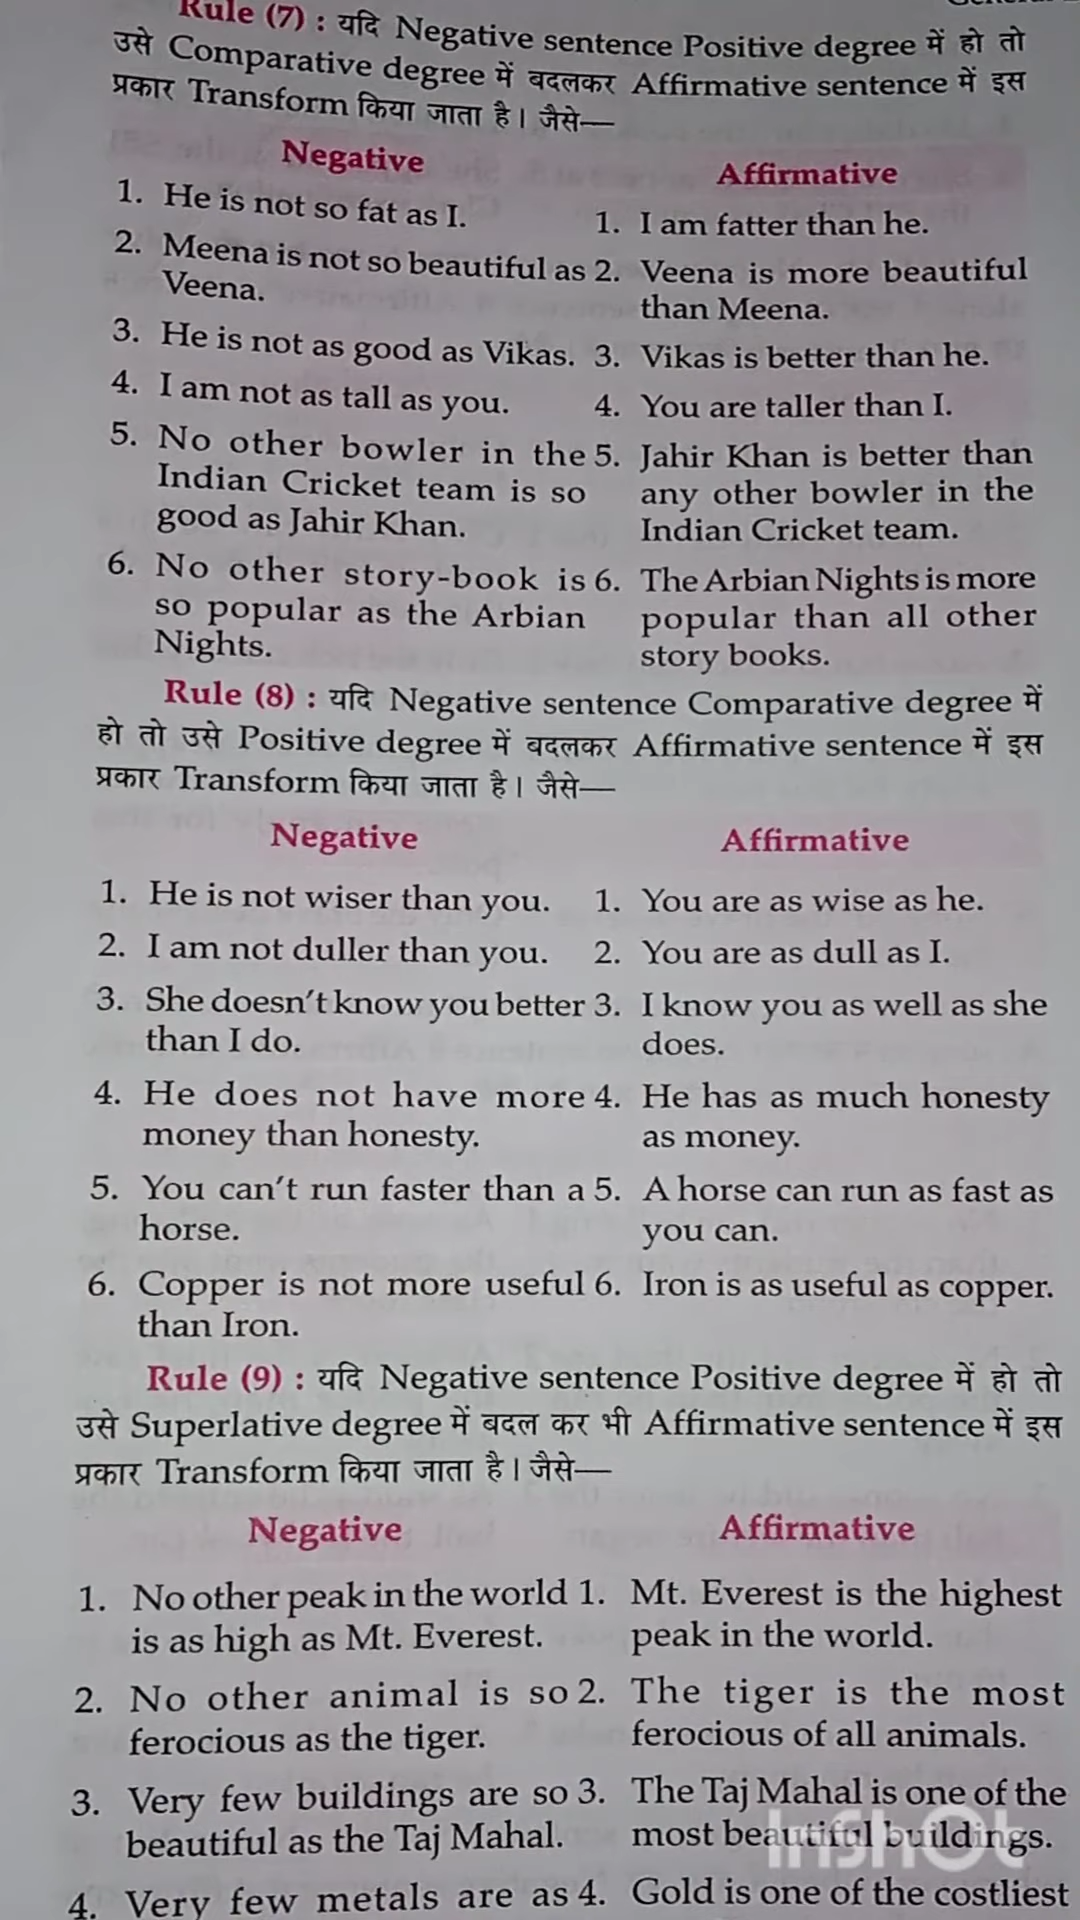 Rule (7) : यदि Negative sentence Positive degree में हो तो
उसे Comparative degree में बदलकर Affirmative sentence में इस
प्रकार Transform किया जाता है। जैसे—
Negative
Affirmative
1. He is not so fat as I.
1. I am fatter than he.
2. Meena is not so beautiful as
Veena.
2. Veena is more beautiful
than Meena.
3. He is not as good as Vikas.
3. Vikas is better than he.
4. I am not as tall as you.
4. You are taller than I.
5. No other bowler in the
Indian Cricket team is so
good as Jahir Khan.
5. Jahir Khan is better than
any other bowler in the
Indian Cricket team.
6. No other story-book is
so popular as the Arbian
Nights.
6. The Arbian Nights is more
popular than all other
story books.
Rule (8) : यदि Negative sentence Comparative degree में
हो तो उसे Positive degree में बदलकर Affirmative sentence में इस
प्रकार Transform किया जाता है। जैसे—
Negative
Affirmative
1. He is not wiser than you.
1. You are as wise as he.
2. I am not duller than you.
2. You are as dull as I.
3. She doesn't know you better
than I do.
3. I know you as well as she
does.
4. He does not have more
money than honesty.
4. He has as much honesty
as money.
5. You can't run faster than a
horse.
5. A horse can run as fast as
you can.
6. Copper is not more useful
than Iron.
6. Iron is as useful as copper.
Rule (9) : यदि Negative sentence Positive degree में हो तो
उसे Superlative degree में बदल कर भी Affirmative sentence में इस
प्रकार Transform किया जाता है। जैसे—
Negative
Affirmative
1. No other peak in the world
is as high as Mt. Everest.
1. Mt. Everest is the highest
peak in the world.
2. No other animal is so
ferocious as the tiger.
2. The tiger is the most
ferocious of all animals.
3. Very few buildings are so
beautiful as the Taj Mahal.
3. The Taj Mahal is one of the
most beautiful buildings.
InShOt
4. Very few metals are as
4. Gold is one of the costliest